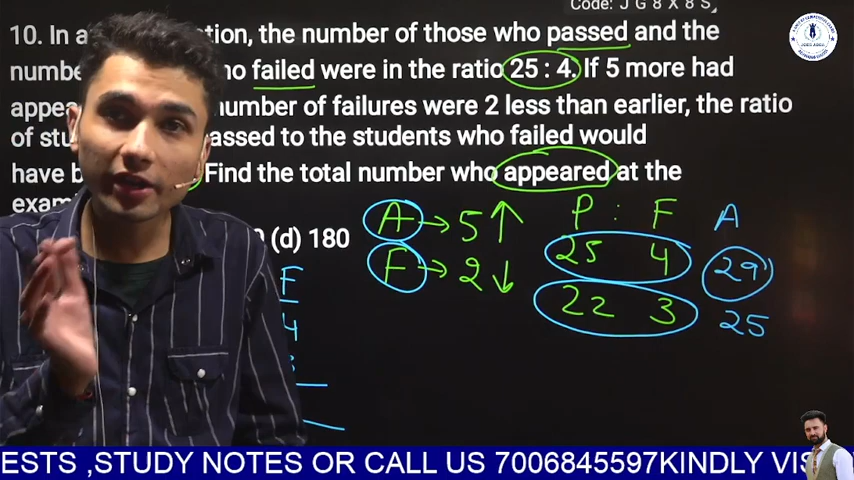 Code: J G 8 X 8 S
10. In a tion, the number of those who passed and the
numbe ho failed were in the ratio 25 : 4. If 5 more had
appea number of failures were 2 less than earlier, the ratio
of stu assed to the students who failed would
have b Find the total number who appeared at the
exami
(d) 180
A → 5 ↑
F → 2 ↓
P : F A
25 4 29
22 3 25
F
4
ESTS ,STUDY NOTES OR CALL US 7006845597KINDLY VIS